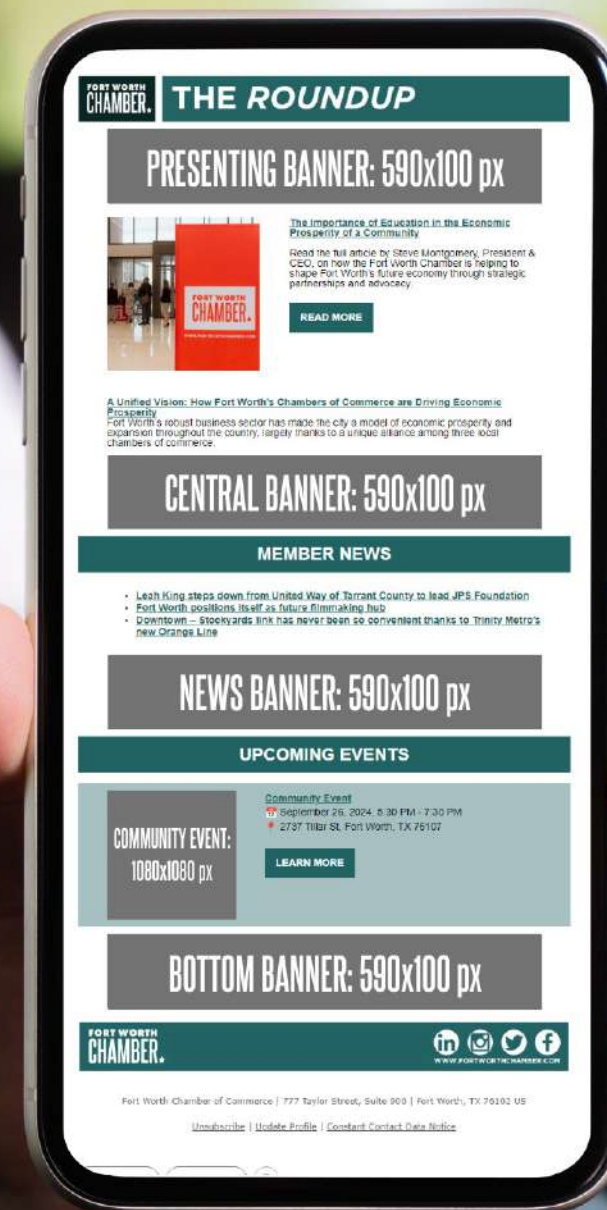 FORT WORTH
CHAMBER.
THE ROUNDUP
PRESENTING BANNER: 590x100 px
The Importance of Education in the Economic
Prosperity of a Community
Read the full article by Steve Montgomery, President &
CEO, on how the Fort Worth Chamber is helping to
shape Fort Worth's future economy through strategic
partnerships and advocacy.
READ MORE
FORT WORTH
CHAMBER.
WWW.FORTWORTHCHAMBER.COM
A Unified Vision: How Fort Worth's Chambers of Commerce are Driving Economic
Prosperity
Fort Worth's robust business sector has made the city a model of economic prosperity and
expansion throughout the country, largely thanks to a unique alliance among three local
chambers of commerce.
CENTRAL BANNER: 590x100 px
MEMBER NEWS
• Leah King steps down from United Way of Tarrant County to lead JPS Foundation
• Fort Worth positions itself as future filmmaking hub
• Downtown – Stockyards link has never been so convenient thanks to Trinity Metro's
new Orange Line
NEWS BANNER: 590x100 px
UPCOMING EVENTS
COMMUNITY EVENT:
1080x1080 px
Community Event
September 26, 2024, 5:30 PM - 7:30 PM
2737 Tillar St, Fort Worth, TX 76107
LEARN MORE
BOTTOM BANNER: 590x100 px
FORT WORTH
CHAMBER.
WWW.FORTWORTHCHAMBER.COM
Fort Worth Chamber of Commerce | 777 Taylor Street, Suite 900 | Fort Worth, TX 76102 US
Unsubscribe | Update Profile | Constant Contact Data Notice